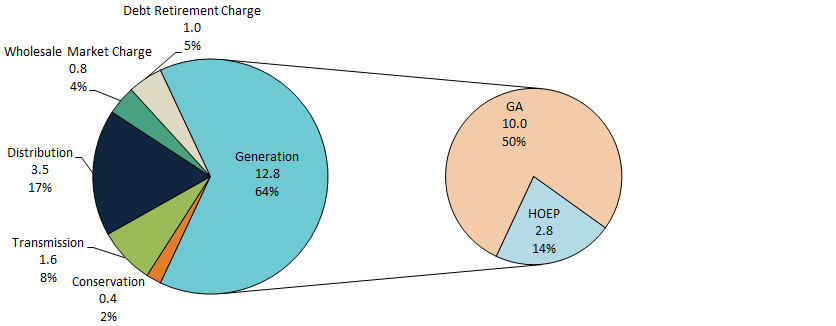 Debt Retirement Charge
1.0
5%
Wholesale Market Charge
0.8
4%
Distribution
3.5
17%
Transmission
1.6
8%
Conservation
0.4
2%
Generation
12.8
64%
GA
10.0
50%
HOEP
2.8
14%